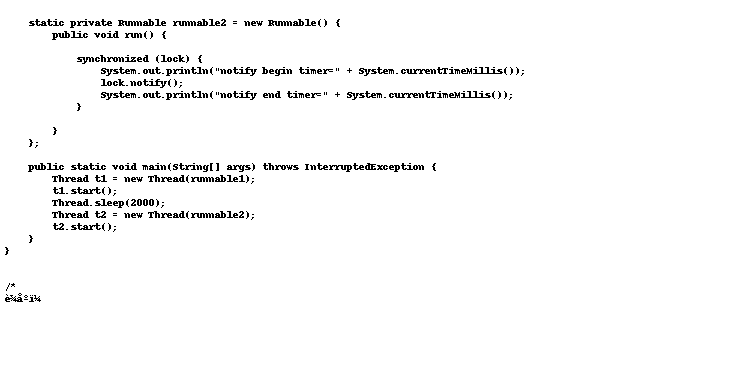 static private Runnable runnable2 = new Runnable() {
public void run() {
synchronized (lock) {
System.out.println("notify begin timer=" + System.currentTimeMillis());
lock.notify();
System.out.println("notify end timer=" + System.currentTimeMillis());
}
}
};
public static void main(String[] args) throws InterruptedException {
Thread t1 = new Thread(runnable1);
t1.start();
Thread.sleep(2000);
Thread t2 = new Thread(runnable2);
t2.start();
}
}
/*
è¾åºï¼